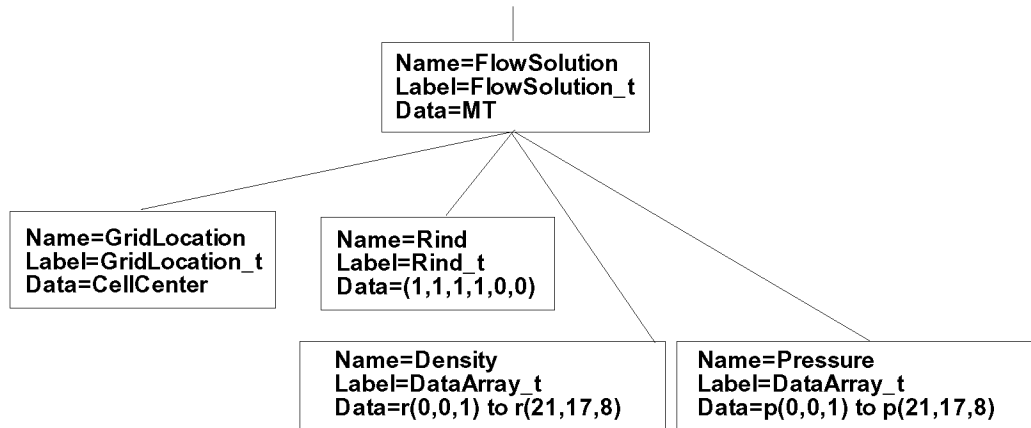 Name=FlowSolution
Label=FlowSolution_t
Data=MT
Name=GridLocation
Label=GridLocation_t
Data=CellCenter
Name=Rind
Label=Rind_t
Data=(1,1,1,1,0,0)
Name=Density
Label=DataArray_t
Data=r(0,0,1) to r(21,17,8)
Name=Pressure
Label=DataArray_t
Data=p(0,0,1) to p(21,17,8)